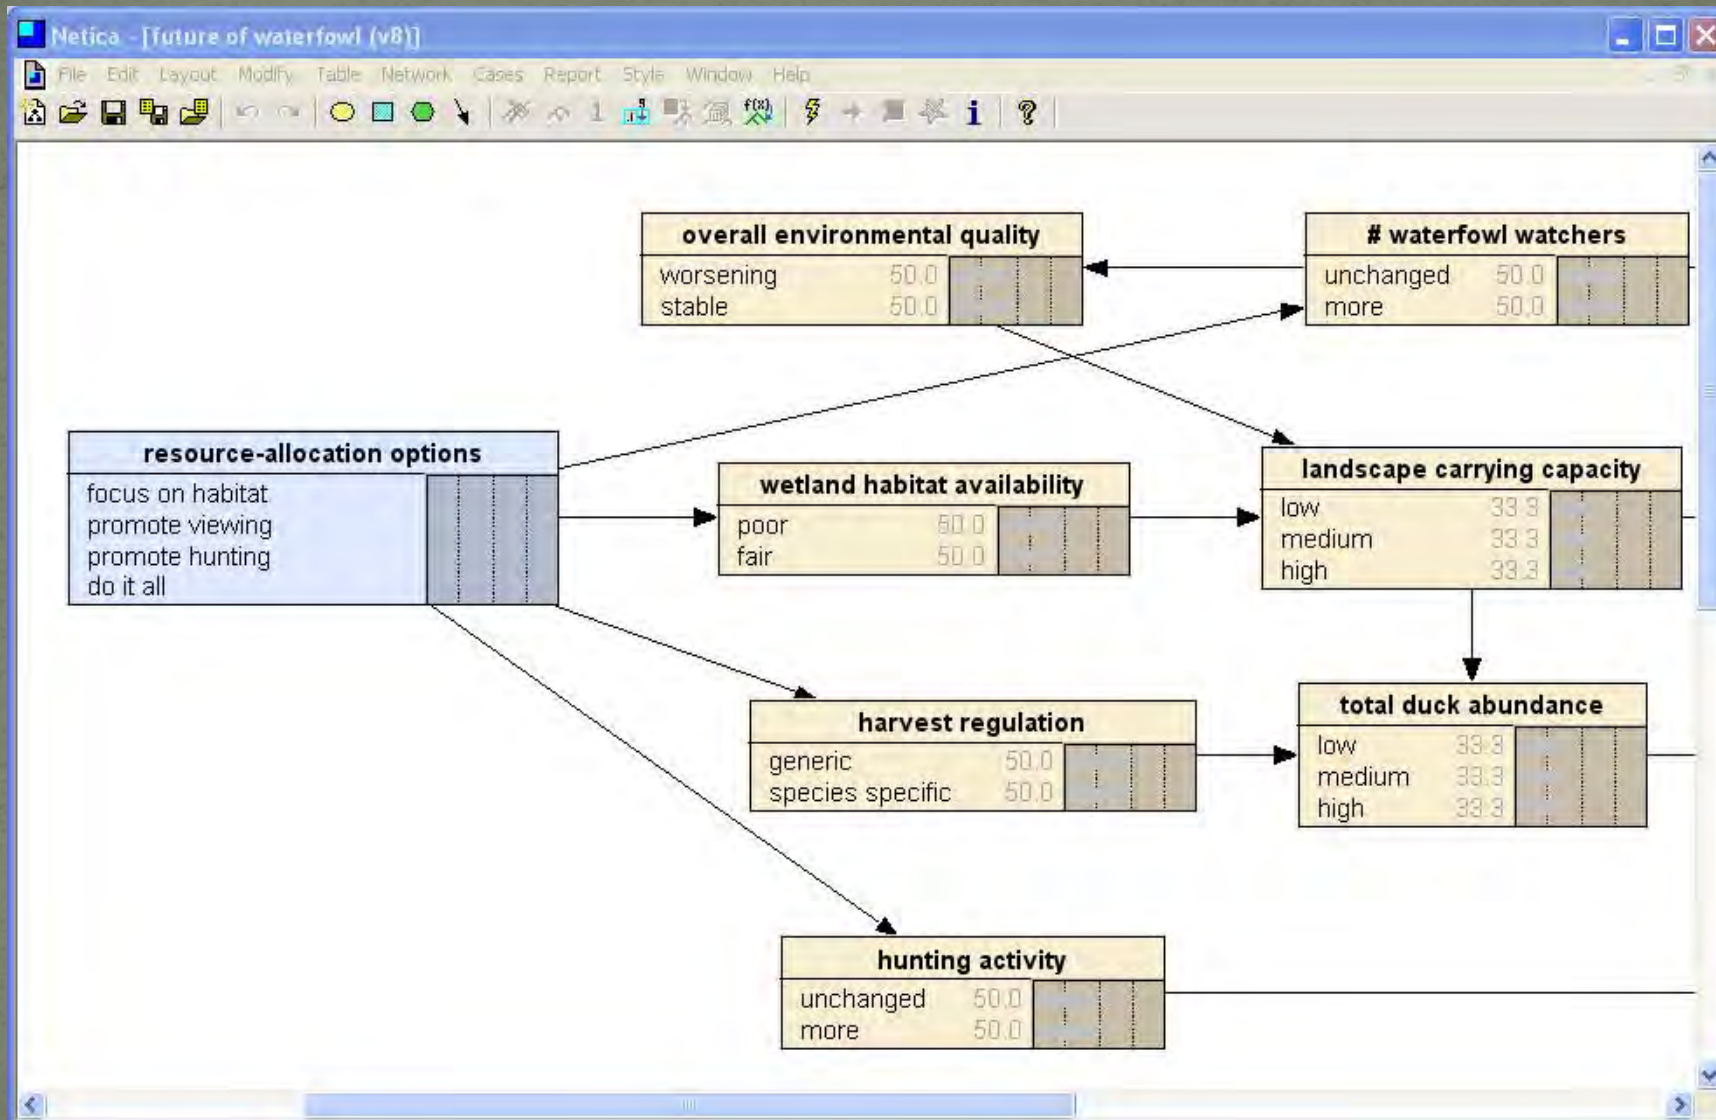 Netica - [future of waterfowl (v8)]
File Edit Layout Modify Table Network Cases Report Style Window Help
overall environmental quality
worsening 50.0
stable 50.0
# waterfowl watchers
unchanged 50.0
more 50.0
resource-allocation options
focus on habitat
promote viewing
promote hunting
do it all
wetland habitat availability
poor 50.0
fair 50.0
landscape carrying capacity
low 33.3
medium 33.3
high 33.3
harvest regulation
generic 50.0
species specific 50.0
total duck abundance
low 33.3
medium 33.3
high 33.3
hunting activity
unchanged 50.0
more 50.0